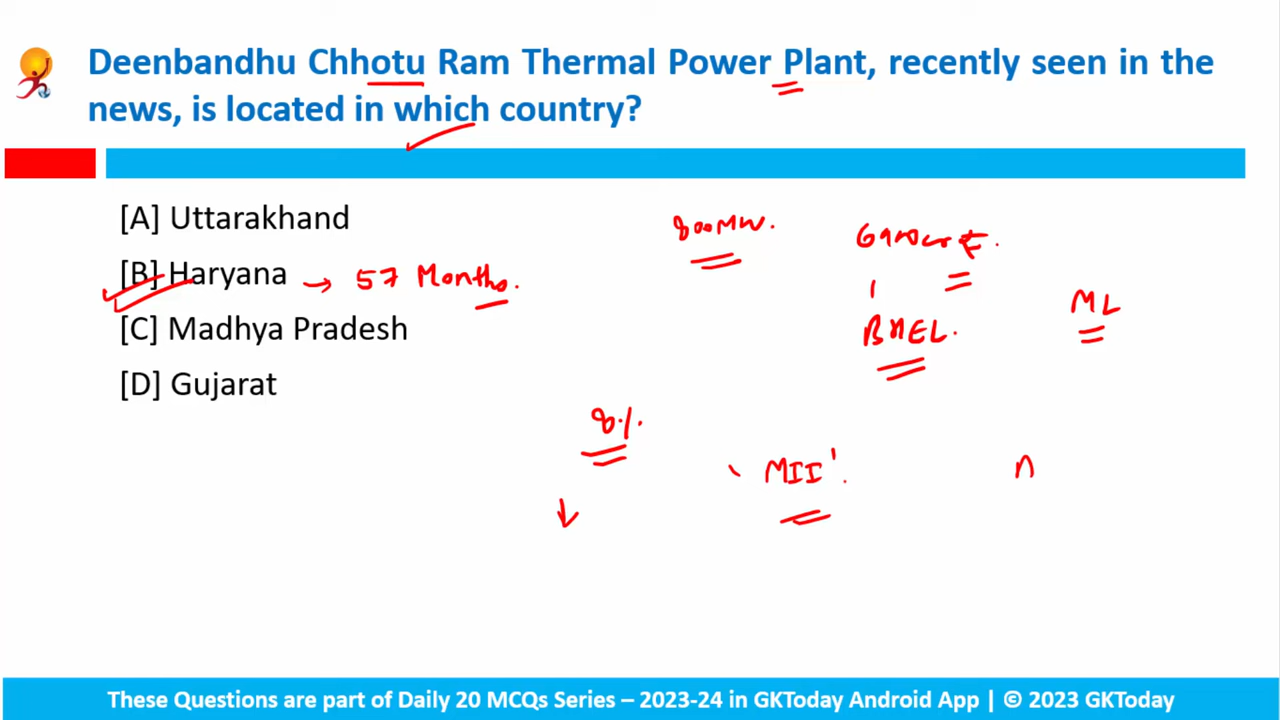 Deenbandhu Chhotu Ram Thermal Power Plant, recently seen in the
news, is located in which country?
[A] Uttarakhand
800MW.
[B] Haryana → 57 Months.
BHEL.
ML
[C] Madhya Pradesh
[D] Gujarat
8%.
'MII'.
n
These Questions are part of Daily 20 MCQs Series – 2023-24 in GKToday Android App | © 2023 GKToday